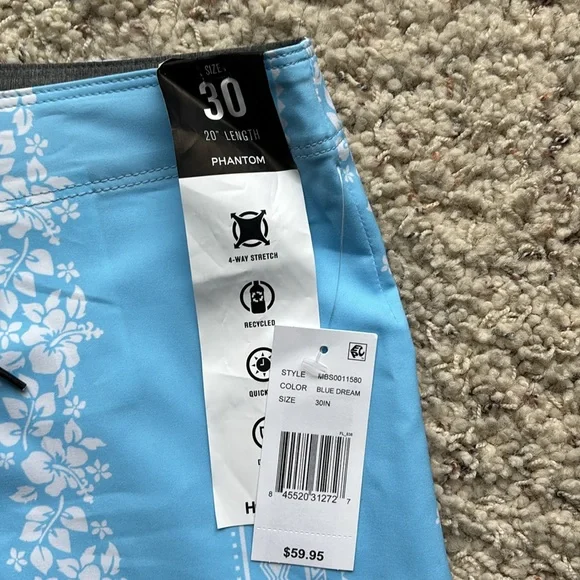 . SIZE .
30
20" LENGTH
PHANTOM
4-WAY STRETCH
RECYCLED
QUICK
STYLE MBS0011580
COLOR BLUE DREAM
SIZE 30IN
8 45520 31272 7
$59.95
H